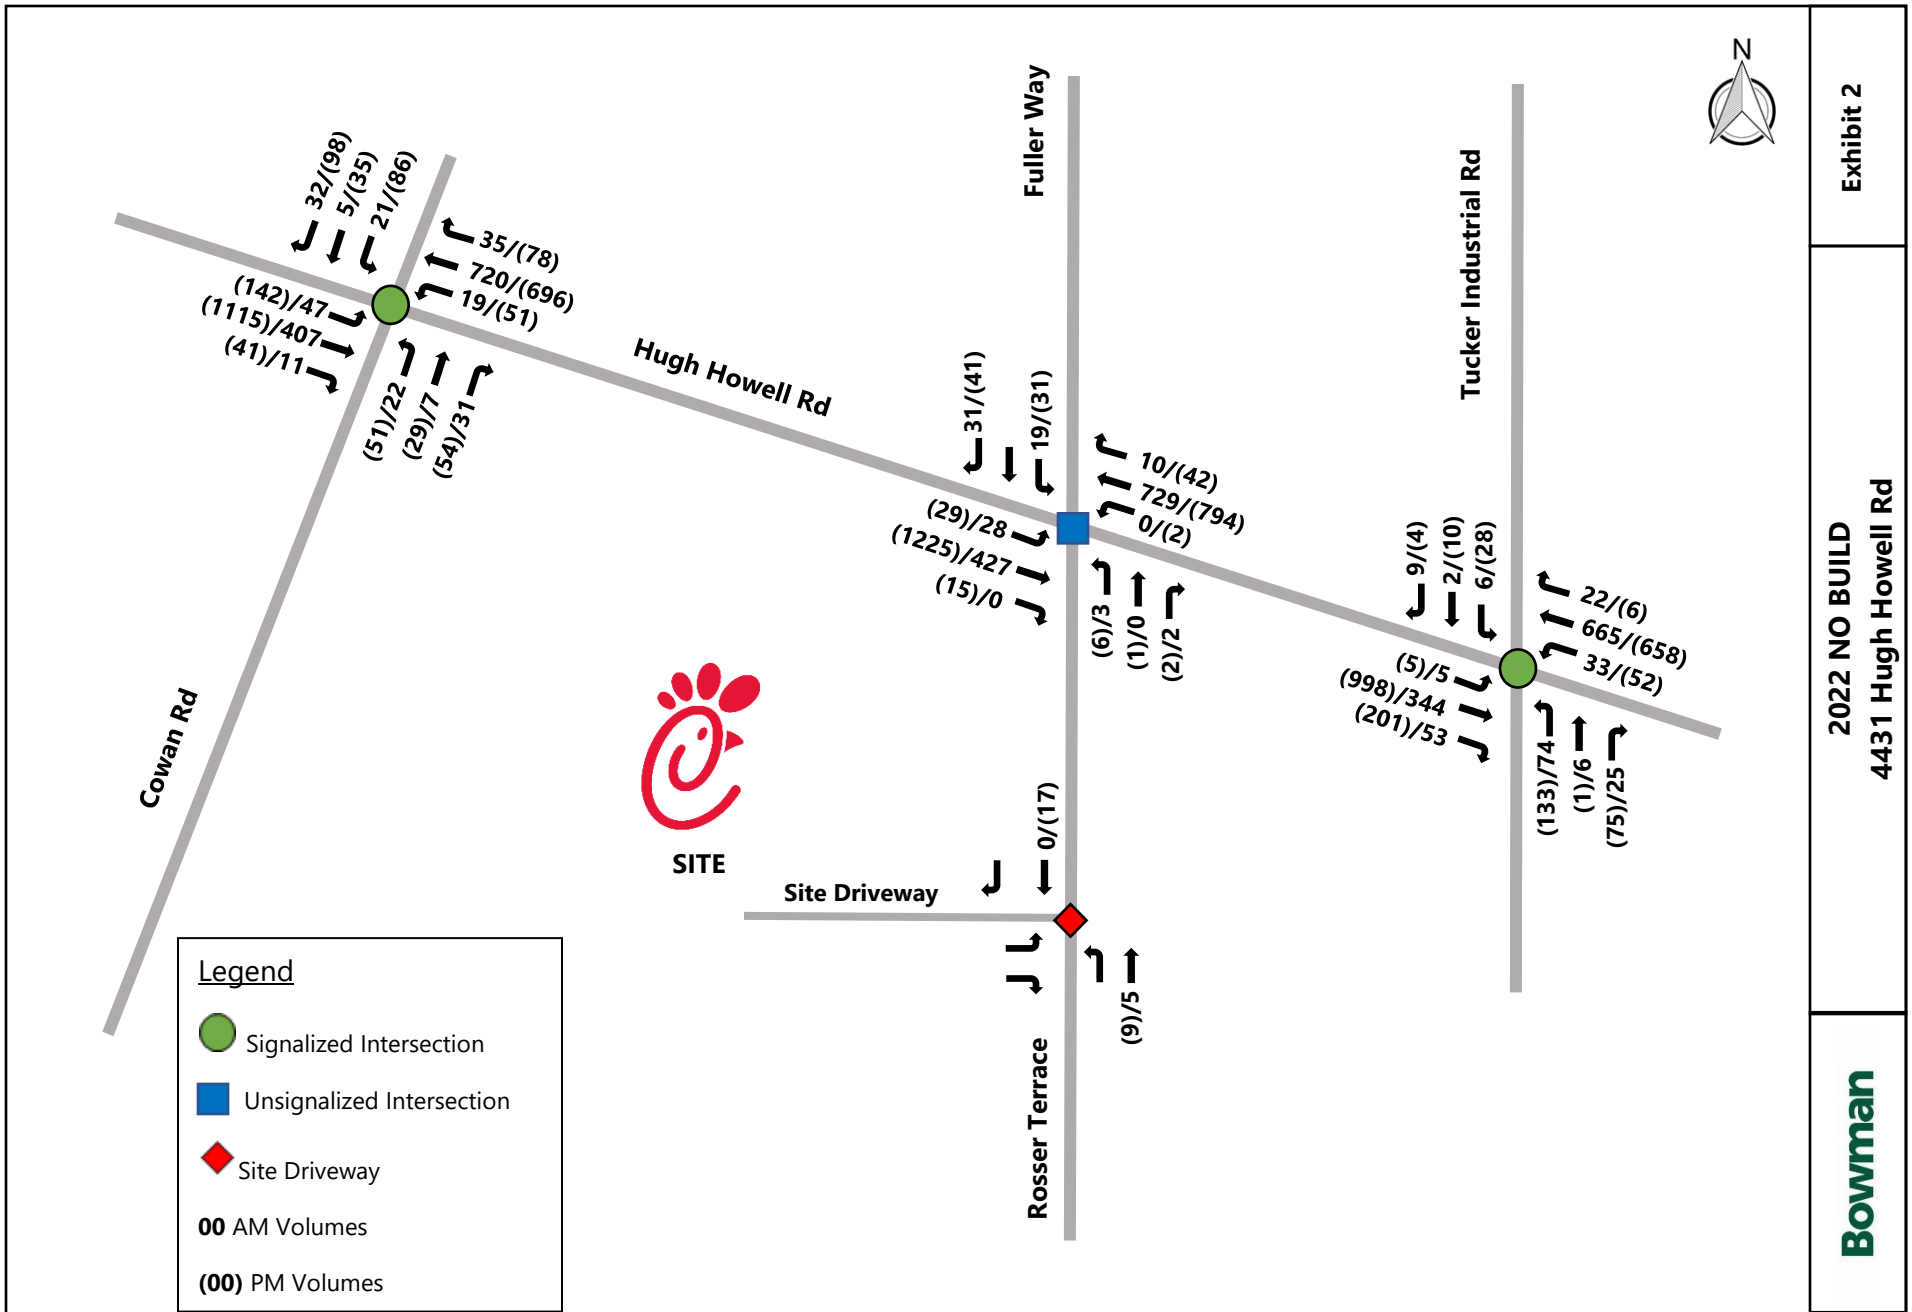 N
Fuller Way
Tucker Industrial Rd
32/(98)
5/(35)
21/(86)
35/(78)
720/(696)
19/(51)
(142)/47
(1115)/407
(41)/11
(51)/22
(29)/7
(54)/31
Hugh Howell Rd
31/(41)
19/(31)
10/(42)
729/(794)
0/(2)
(29)/28
(1225)/427
(15)/0
(6)/3
(1)/0
(2)/2
9/(4)
2/(10)
6/(28)
22/(6)
665/(658)
33/(52)
(5)/5
(998)/344
(201)/53
(133)/74
(1)/6
(75)/25
Cowan Rd
SITE
0/(17)
Site Driveway
(9)/5
Rosser Terrace
Legend
Signalized Intersection
Unsignalized Intersection
Site Driveway
00 AM Volumes
(00) PM Volumes
Exhibit 2
2022 NO BUILD
4431 Hugh Howell Rd
Bowman